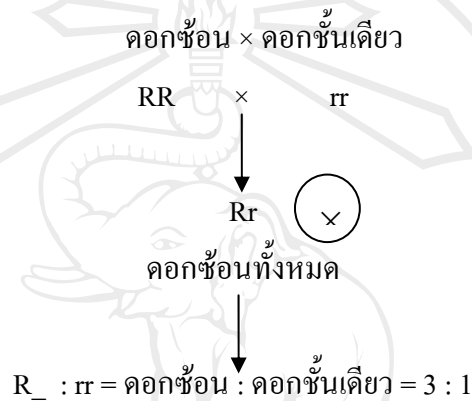 ดอกซ้อน × ดอกชั้นเดียว
RR × rr
Rr ×
ดอกซ้อนทั้งหมด
R_ : rr = ดอกซ้อน : ดอกชั้นเดียว = 3 : 1